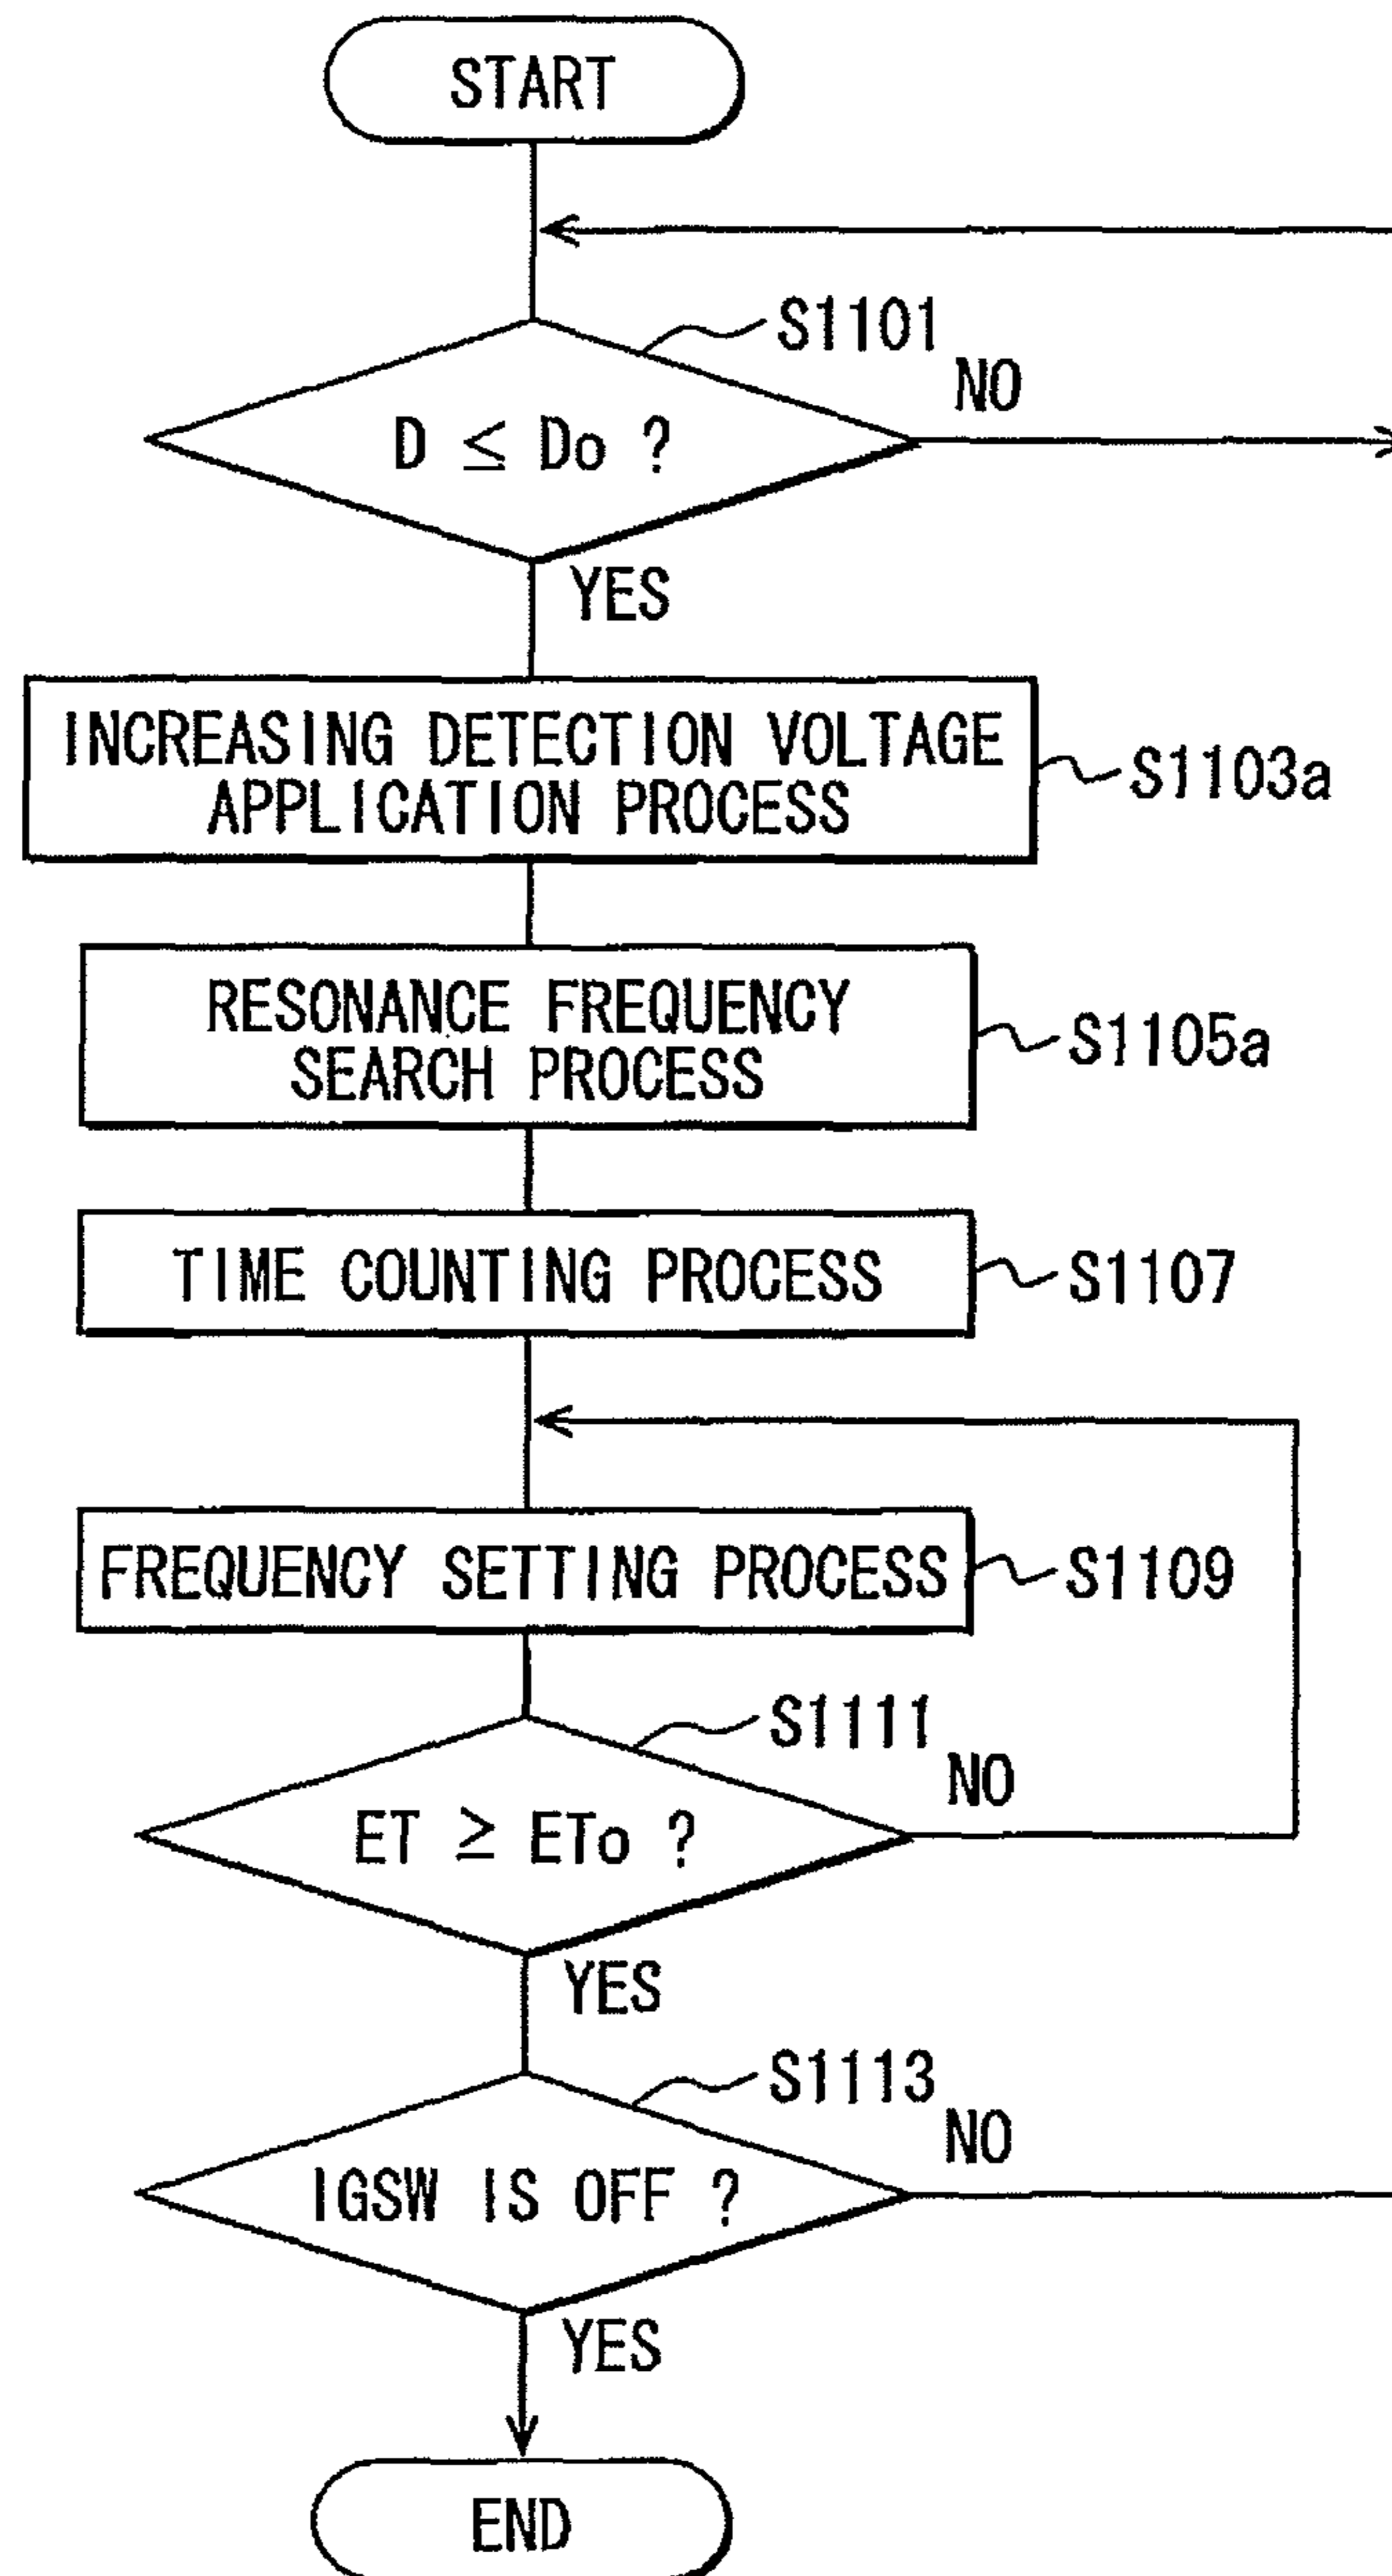 START
S1101
NO
D ≤ Do ?
YES
INCREASING DETECTION VOLTAGE
APPLICATION PROCESS
S1103a
RESONANCE FREQUENCY
SEARCH PROCESS
S1105a
TIME COUNTING PROCESS
S1107
FREQUENCY SETTING PROCESS
S1109
S1111
NO
ET ≥ ETo ?
YES
S1113
NO
IGSW IS OFF ?
YES
END